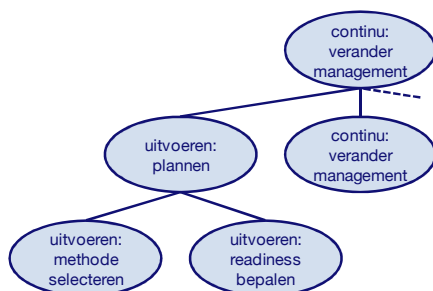 continu:
verander
management
uitvoeren:
plannen
continu:
verander
management
uitvoeren:
methode
selecteren
uitvoeren:
readiness
bepalen